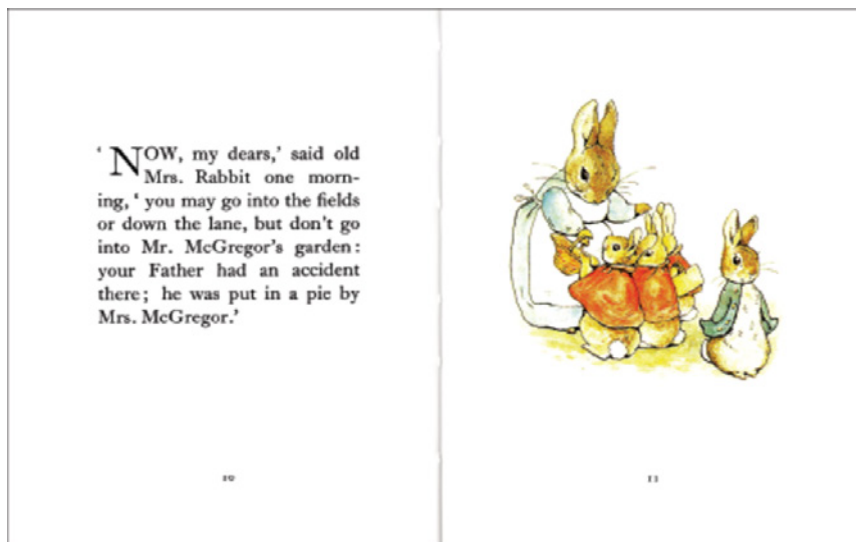 ‘ NOW, my dears,’ said old
Mrs. Rabbit one morn-
ing, ‘ you may go into the fields
or down the lane, but don't go
into Mr. McGregor's garden :
your Father had an accident
there ; he was put in a pie by
Mrs. McGregor.’
10
11